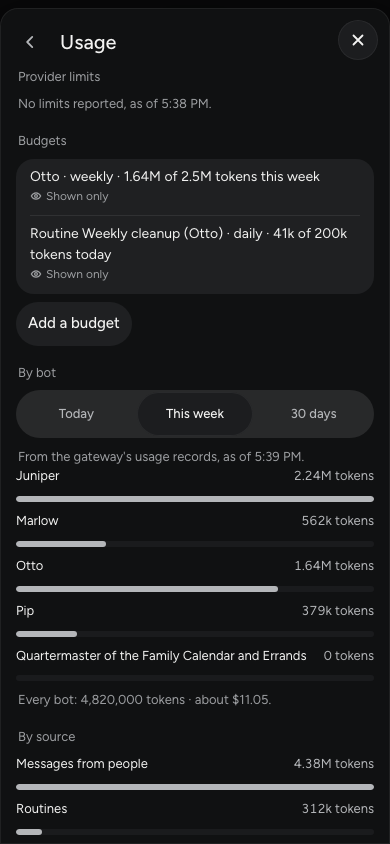 Usage
Provider limits
No limits reported, as of 5:38 PM.
Budgets
Otto · weekly · 1.64M of 2.5M tokens this week
Shown only
Routine Weekly cleanup (Otto) · daily · 41k of 200k
tokens today
Shown only
Add a budget
By bot
Today This week 30 days
From the gateway's usage records, as of 5:39 PM.
Juniper 2.24M tokens
Marlow 562k tokens
Otto 1.64M tokens
Pip 379k tokens
Quartermaster of the Family Calendar and Errands 0 tokens
Every bot: 4,820,000 tokens · about $11.05.
By source
Messages from people 4.38M tokens
Routines 312k tokens